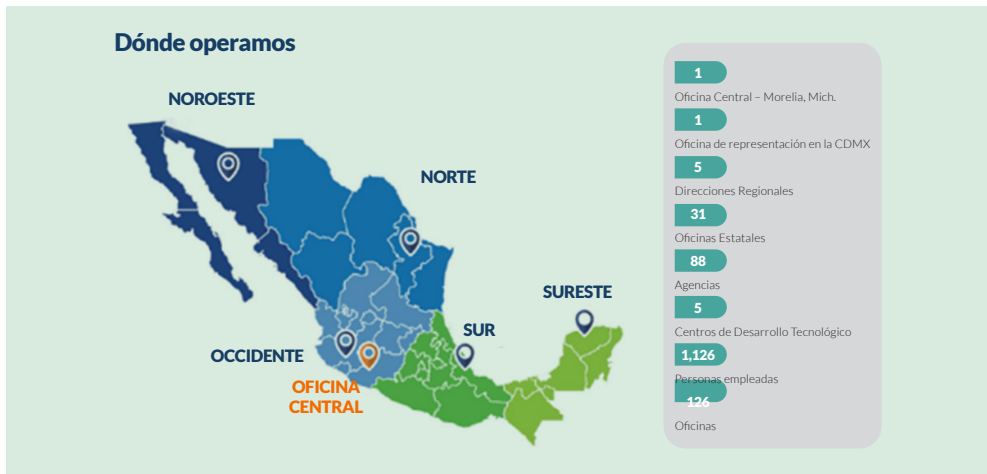 Dónde operamos
NOROESTE
NORTE
SURESTE
SUR
OCCIDENTE
OFICINA
CENTRAL
1
Oficina Central – Morelia, Mich.
1
Oficina de representación en la CDMX
5
Direcciones Regionales
31
Oficinas Estatales
88
Agencias
5
Centros de Desarrollo Tecnológico
1,126
Personas empleadas
126
Oficinas